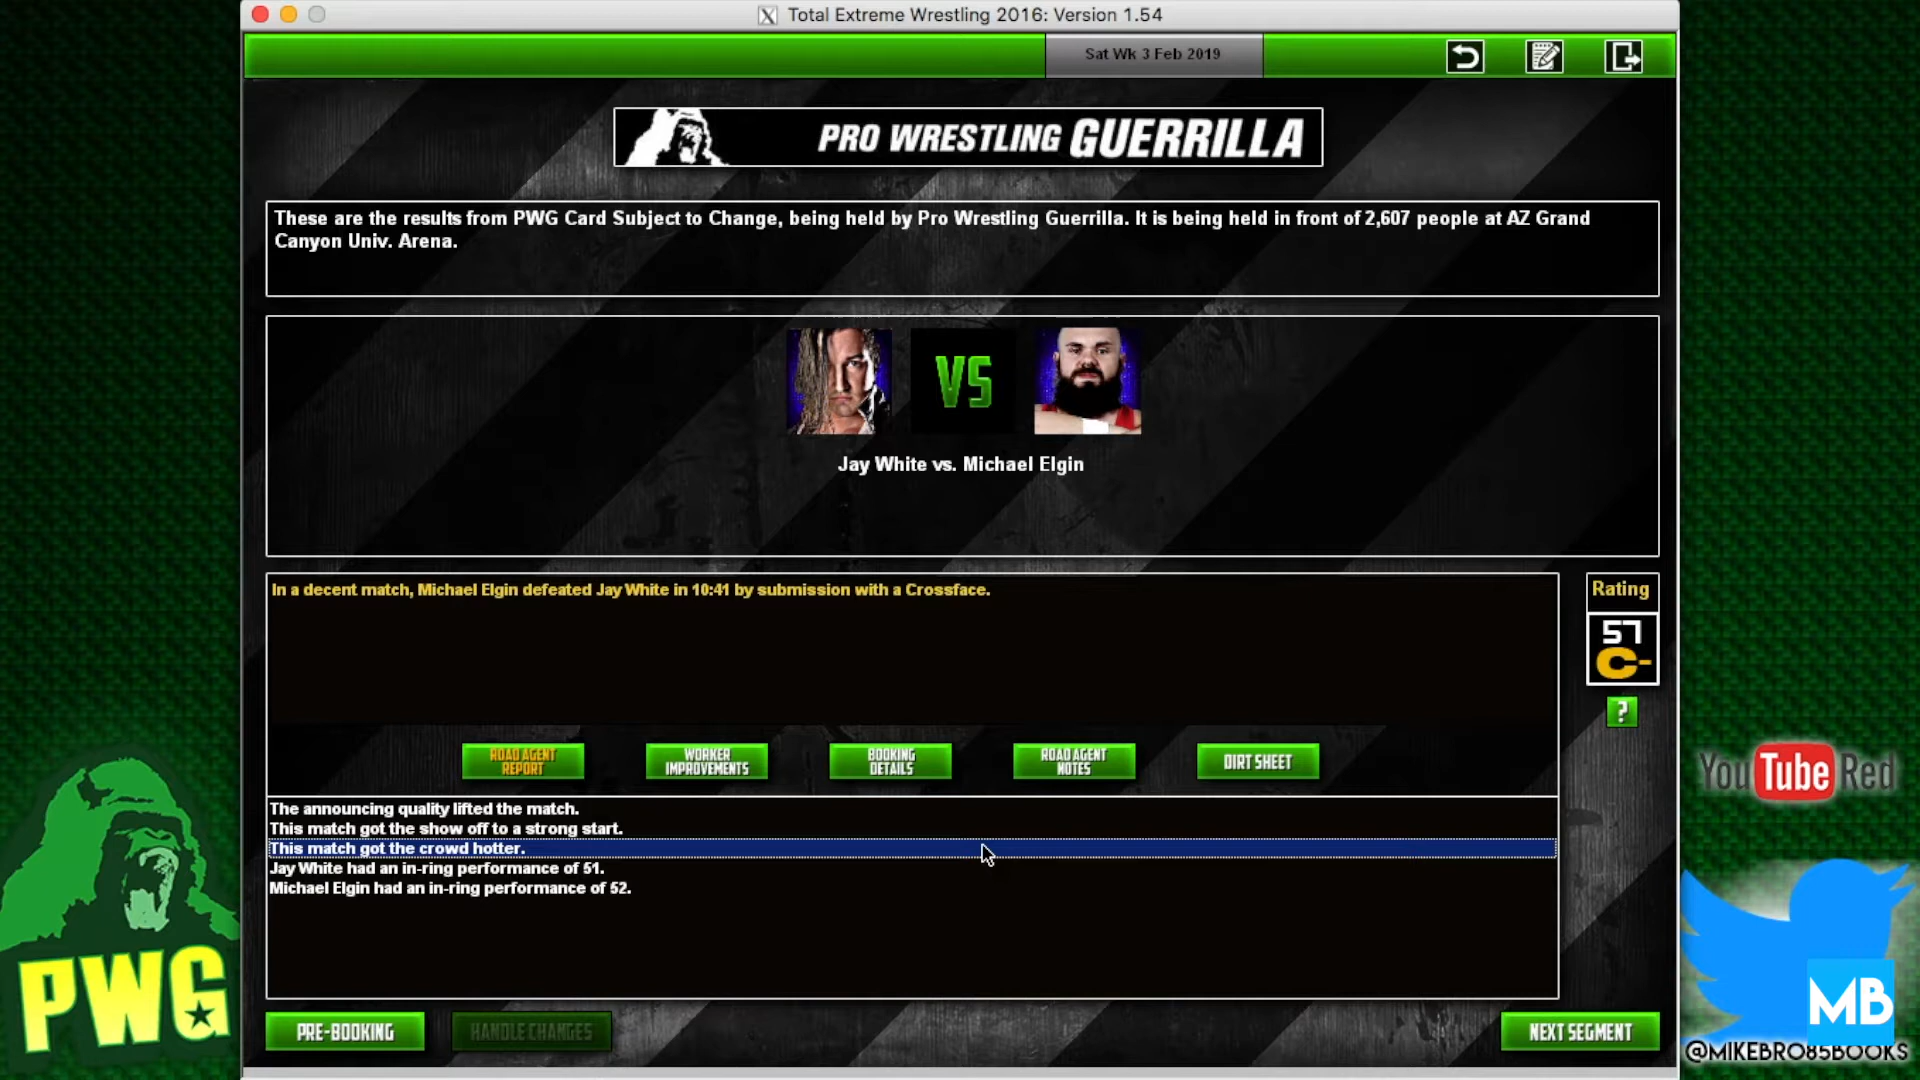 Total Extreme Wrestling 2016: Version 1.54
Sat Wk 3 Feb 2019
PRO WRESTLING GUERRILLA
These are the results from PWG Card Subject to Change, being held by Pro Wrestling Guerrilla. It is being held in front of 2,607 people at AZ Grand
Canyon Univ. Arena.
VS
Jay White vs. Michael Elgin
In a decent match, Michael Elgin defeated Jay White in 10:41 by submission with a Crossface.
Rating
57
C-
?
ROAD AGENT
REPORT
WORKER
IMPROVEMENTS
BOOKING
DETAILS
ROAD AGENT
NOTES
DIRT SHEET
The announcing quality lifted the match.
This match got the show off to a strong start.
This match got the crowd hotter.
Jay White had an in-ring performance of 51.
Michael Elgin had an in-ring performance of 52.
PRE-BOOKING
HANDLE CHANGES
NEXT SEGMENT
PWG
YouTube Red
MB
@MIKEBRO85BOOKS